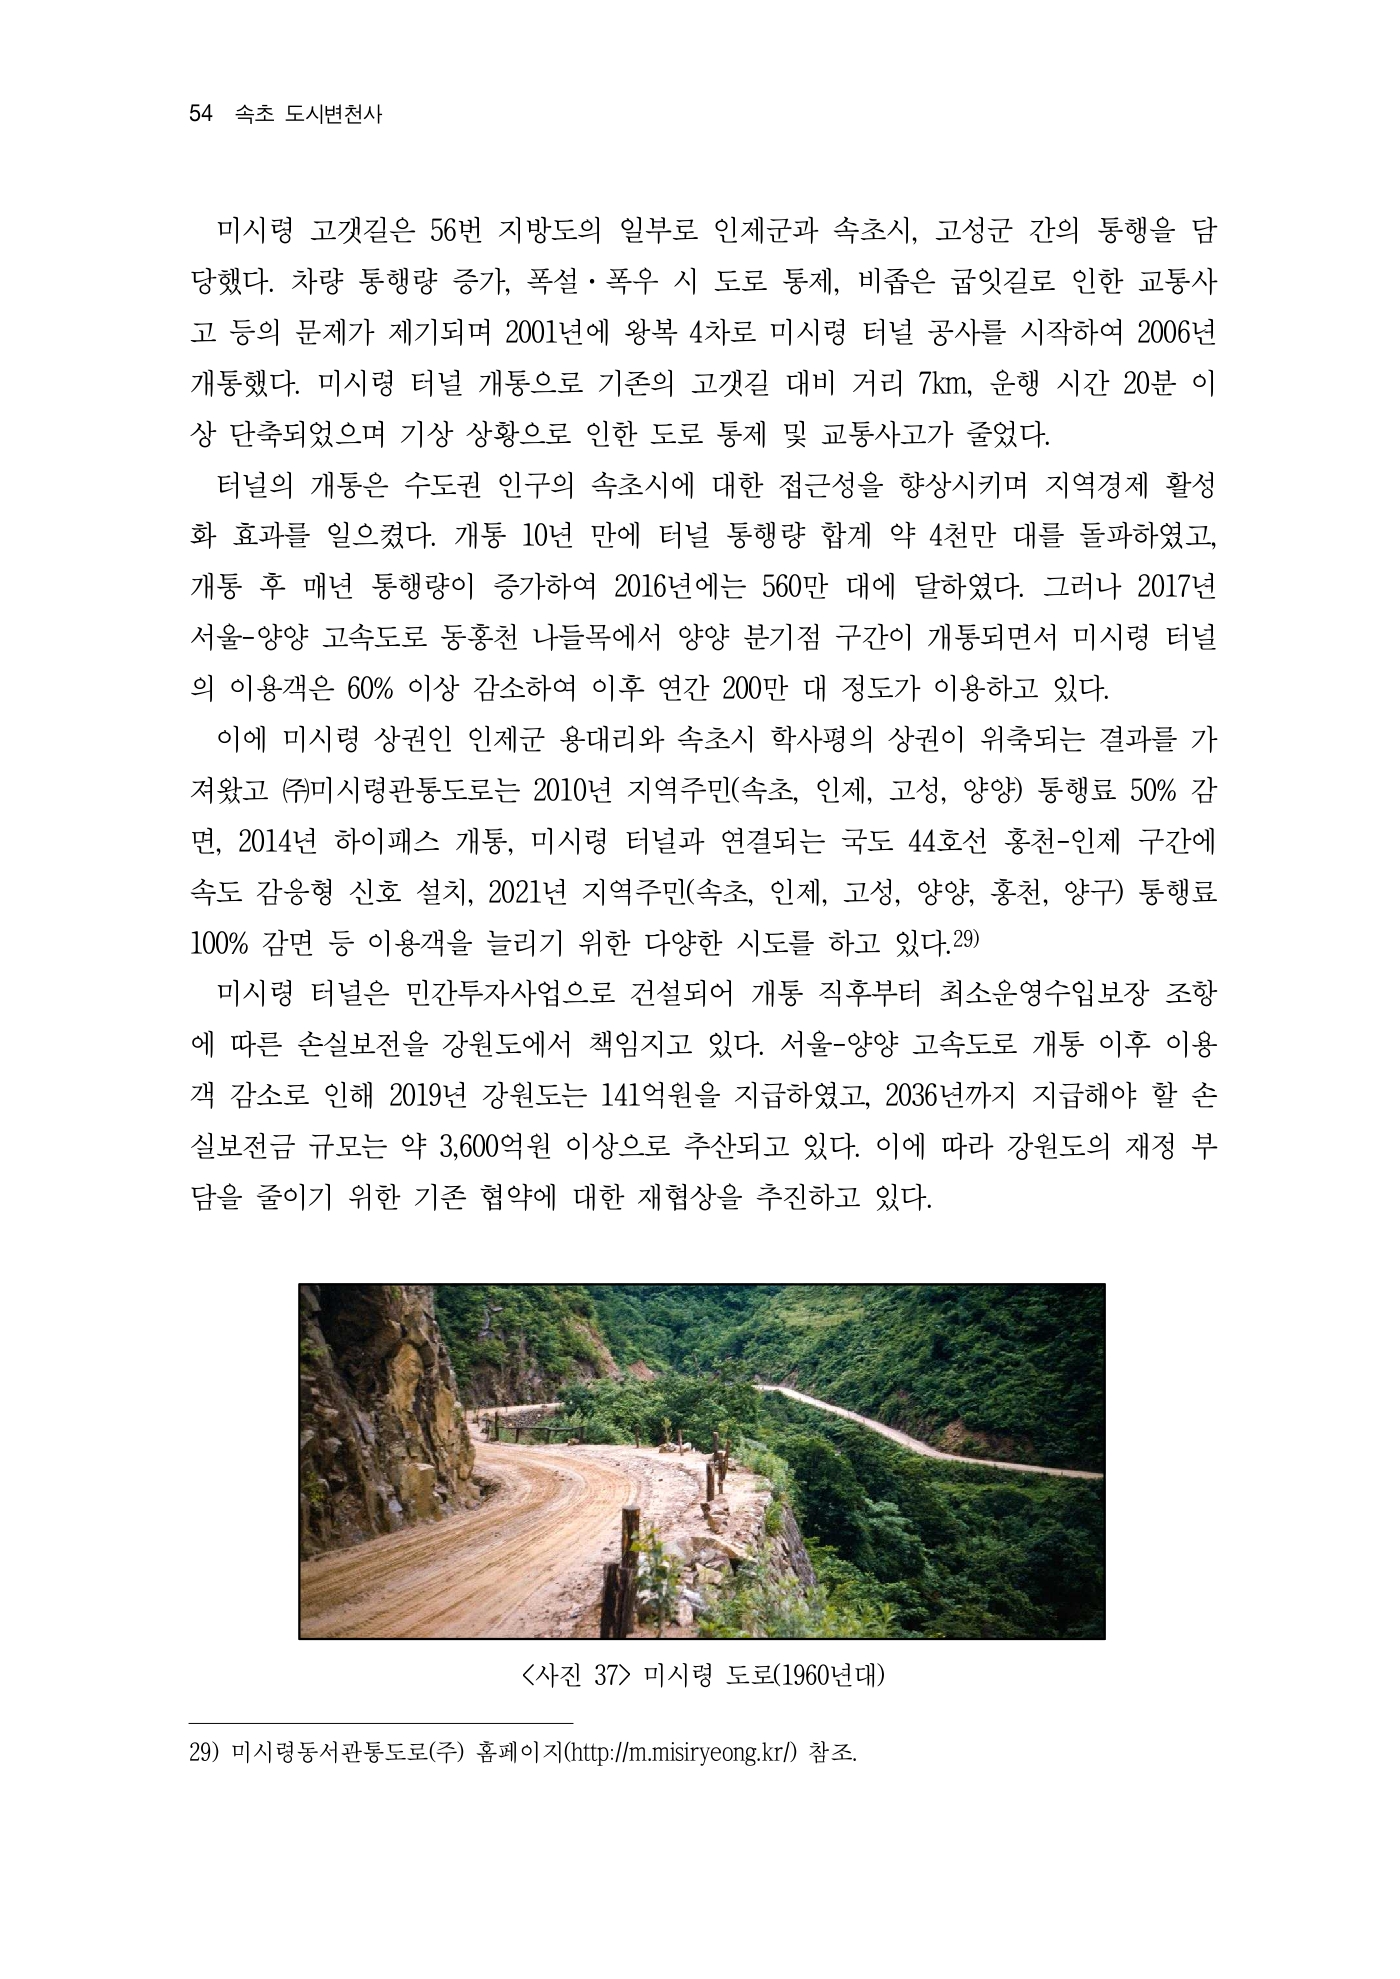 54 속초 도시변천사
미시령 고갯길은 56번 지방도의 일부로 인제군과 속초시, 고성군 간의 통행을 담
당했다. 차량 통행량 증가, 폭설·폭우 시 도로 통제, 비좁은 굽잇길로 인한 교통사
고 등의 문제가 제기되며 2001년에 왕복 4차로 미시령 터널 공사를 시작하여 2006년
개통했다. 미시령 터널 개통으로 기존의 고갯길 대비 거리 7km, 운행 시간 20분 이
상 단축되었으며 기상 상황으로 인한 도로 통제 및 교통사고가 줄었다.
터널의 개통은 수도권 인구의 속초시에 대한 접근성을 향상시키며 지역경제 활성
화 효과를 일으켰다. 개통 10년 만에 터널 통행량 합계 약 4천만 대를 돌파하였고,
개통 후 매년 통행량이 증가하여 2016년에는 560만 대에 달하였다. 그러나 2017년
서울-양양 고속도로 동홍천 나들목에서 양양 분기점 구간이 개통되면서 미시령 터널
의 이용객은 60% 이상 감소하여 이후 연간 200만 대 정도가 이용하고 있다.
이에 미시령 상권인 인제군 용대리와 속초시 학사평의 상권이 위축되는 결과를 가
져왔고 ㈜미시령관통도로는 2010년 지역주민(속초, 인제, 고성, 양양) 통행료 50% 감
면, 2014년 하이패스 개통, 미시령 터널과 연결되는 국도 44호선 홍천-인제 구간에
속도 감응형 신호 설치, 2021년 지역주민(속초, 인제, 고성, 양양, 홍천, 양구) 통행료
100% 감면 등 이용객을 늘리기 위한 다양한 시도를 하고 있다.29)
미시령 터널은 민간투자사업으로 건설되어 개통 직후부터 최소운영수입보장 조항
에 따른 손실보전을 강원도에서 책임지고 있다. 서울-양양 고속도로 개통 이후 이용
객 감소로 인해 2019년 강원도는 141억원을 지급하였고, 2036년까지 지급해야 할 손
실보전금 규모는 약 3,600억원 이상으로 추산되고 있다. 이에 따라 강원도의 재정 부
담을 줄이기 위한 기존 협약에 대한 재협상을 추진하고 있다.
<사진 37> 미시령 도로(1960년대)
29) 미시령동서관통도로(주) 홈페이지(http://m.misiryeong.kr/) 참조.